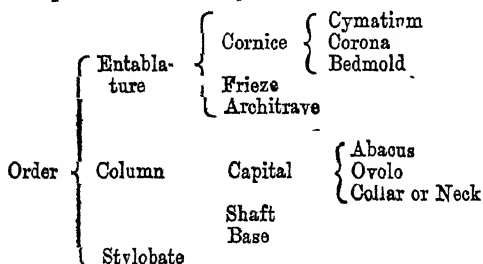 Cornice { Cymatium
Corona
Bedmold
Entabla-
ture
Frieze
Architrave
Order
Column
Capital
Abacus
Ovolo
Collar or Neck
Shaft
Base
Stylobate